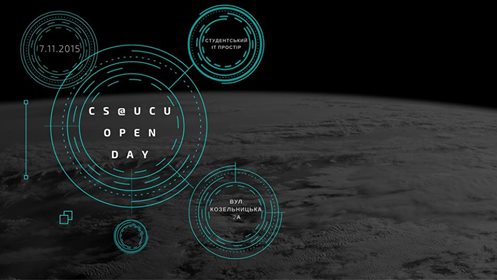 17.11.2015
СТУДЕНТСЬКИЙ
ІТ ПРОСТІР
CS@UCU
OPEN
DAY
ВУЛ.
КОЗЕЛЬНИЦЬКА
2А